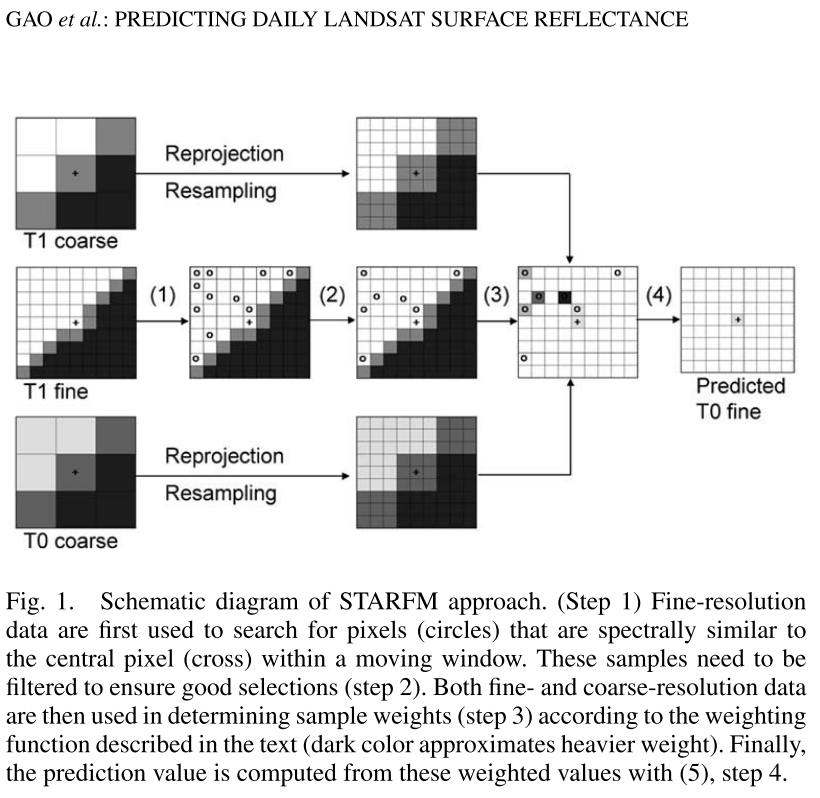 GAO et al.: PREDICTING DAILY LANDSAT SURFACE REFLECTANCE
Reprojection
Resampling
T1 coarse
(1)
(2)
(3)
(4)
T1 fine
Predicted
T0 fine
Reprojection
Resampling
T0 coarse
Fig. 1. Schematic diagram of STARFM approach. (Step 1) Fine-resolution
data are first used to search for pixels (circles) that are spectrally similar to
the central pixel (cross) within a moving window. These samples need to be
filtered to ensure good selections (step 2). Both fine- and coarse-resolution data
are then used in determining sample weights (step 3) according to the weighting
function described in the text (dark color approximates heavier weight). Finally,
the prediction value is computed from these weighted values with (5), step 4.